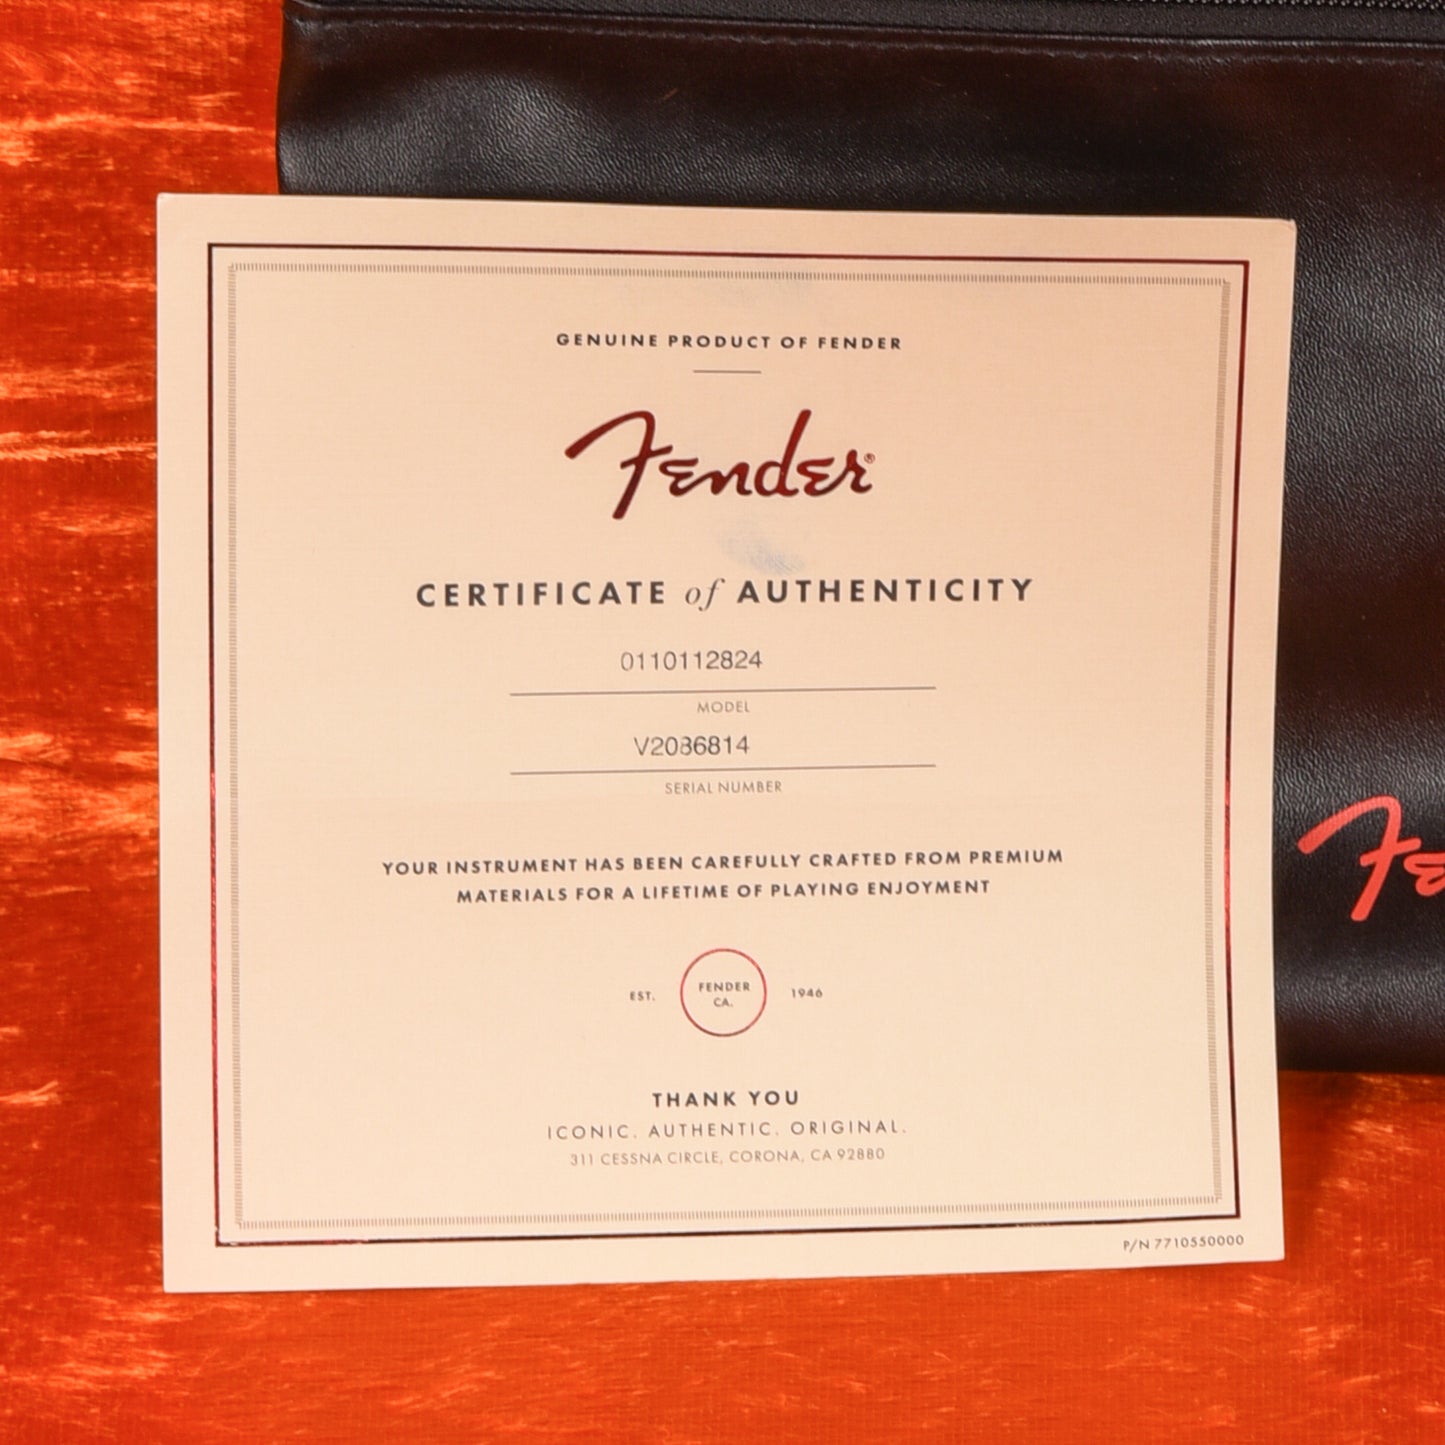 GENUINE PRODUCT OF FENDER
Fender®
CERTIFICATE of AUTHENTICITY
0110112824
MODEL
V2086814
SERIAL NUMBER
YOUR INSTRUMENT HAS BEEN CAREFULLY CRAFTED FROM PREMIUM
MATERIALS FOR A LIFETIME OF PLAYING ENJOYMENT
EST. FENDER CA. 1946
THANK YOU
ICONIC. AUTHENTIC. ORIGINAL.
311 CESSNA CIRCLE, CORONA, CA 92880
P/N 7710550000
Fe